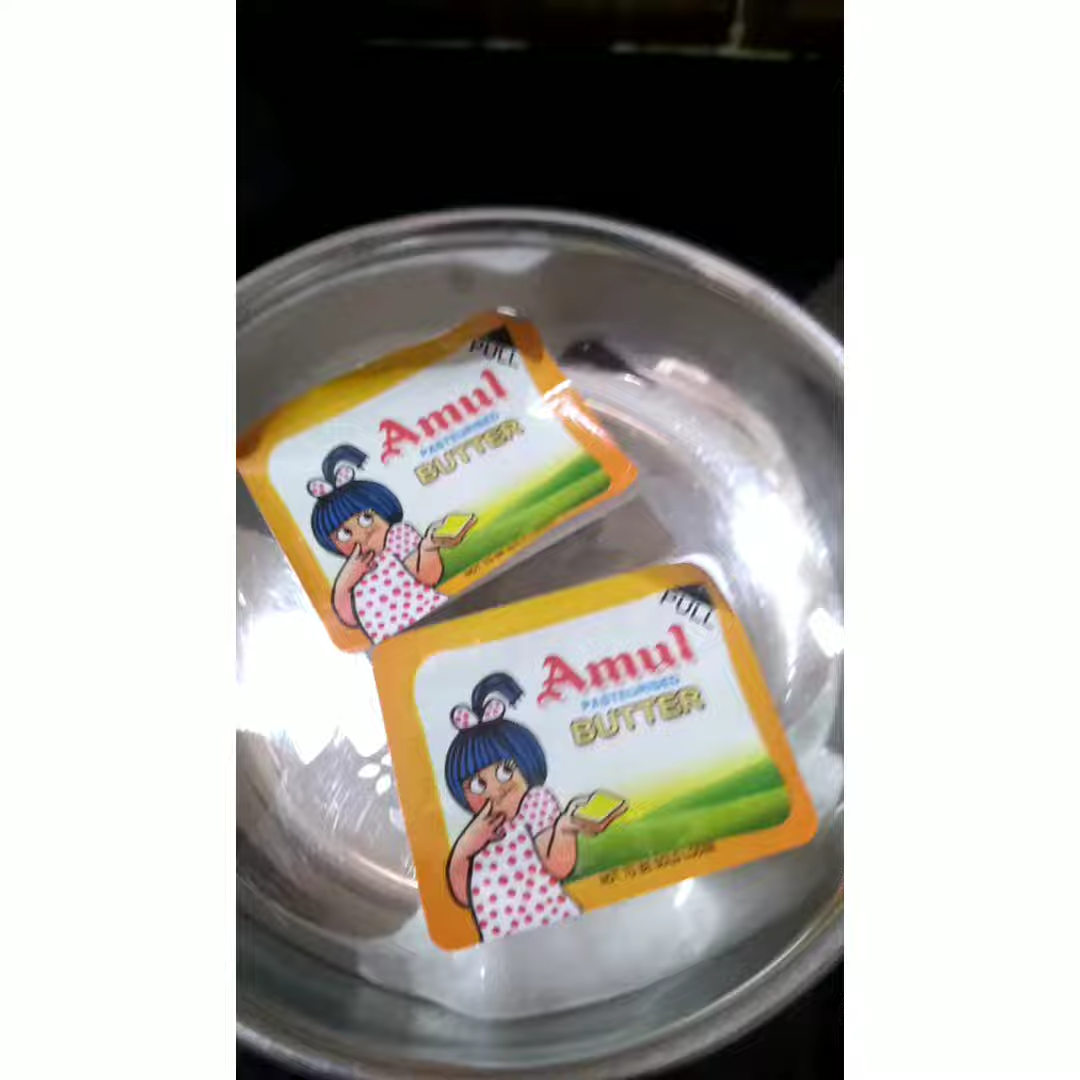 PULL
Amul
PASTEURISED
BUTTER
PULL
Amul
PASTEURISED
BUTTER
NOT TO BE SOLD LOOSE